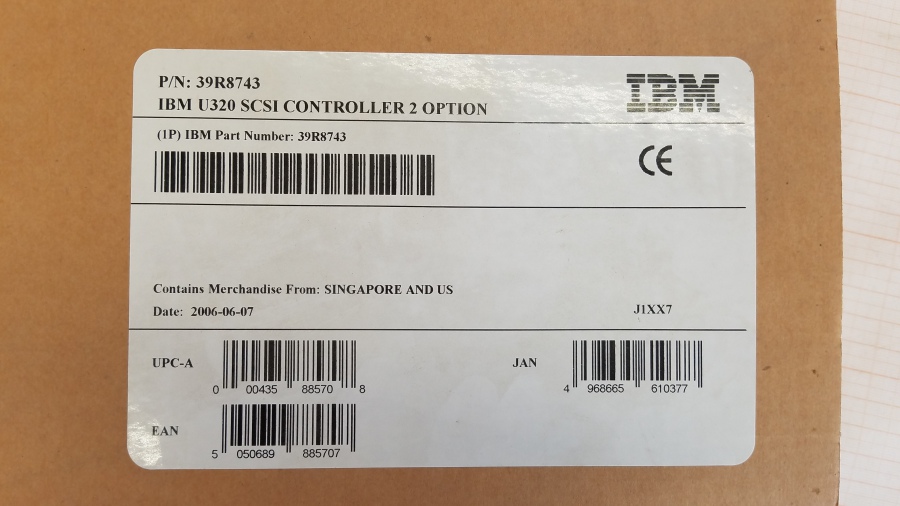 P/N: 39R8743
IBM U320 SCSI CONTROLLER 2 OPTION
IBM
(1P) IBM Part Number: 39R8743
CE
Contains Merchandise From: SINGAPORE AND US
Date: 2006-06-07
J1XX7
UPC-A
0 00435 88570 8
JAN
4 968665 610377
EAN
5 050689 885707